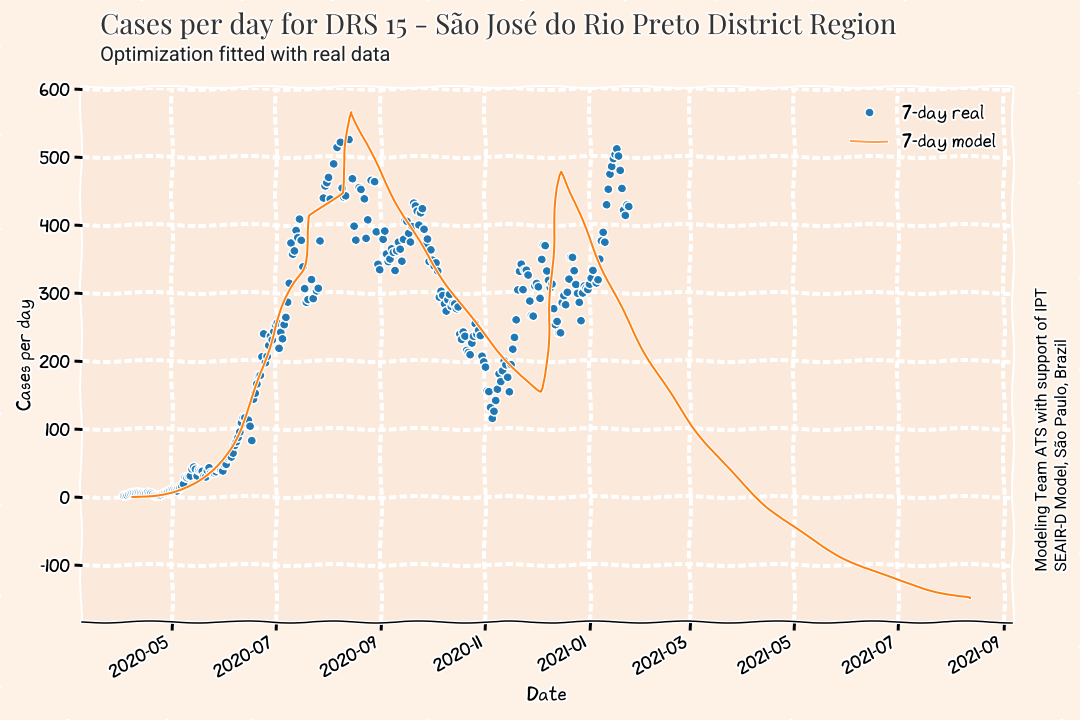 Cases per day for DRS 15 - São José do Rio Preto District Region
Optimization fitted with real data
600
500
400
300
200
100
0
-100
Cases per day
7-day real
7-day model
2020-05
2020-07
2020-09
2020-11
2021-01
2021-03
2021-05
2021-07
2021-09
Date
Modeling Team ATS with support of IPT
SEAIR-D Model, São Paulo, Brazil